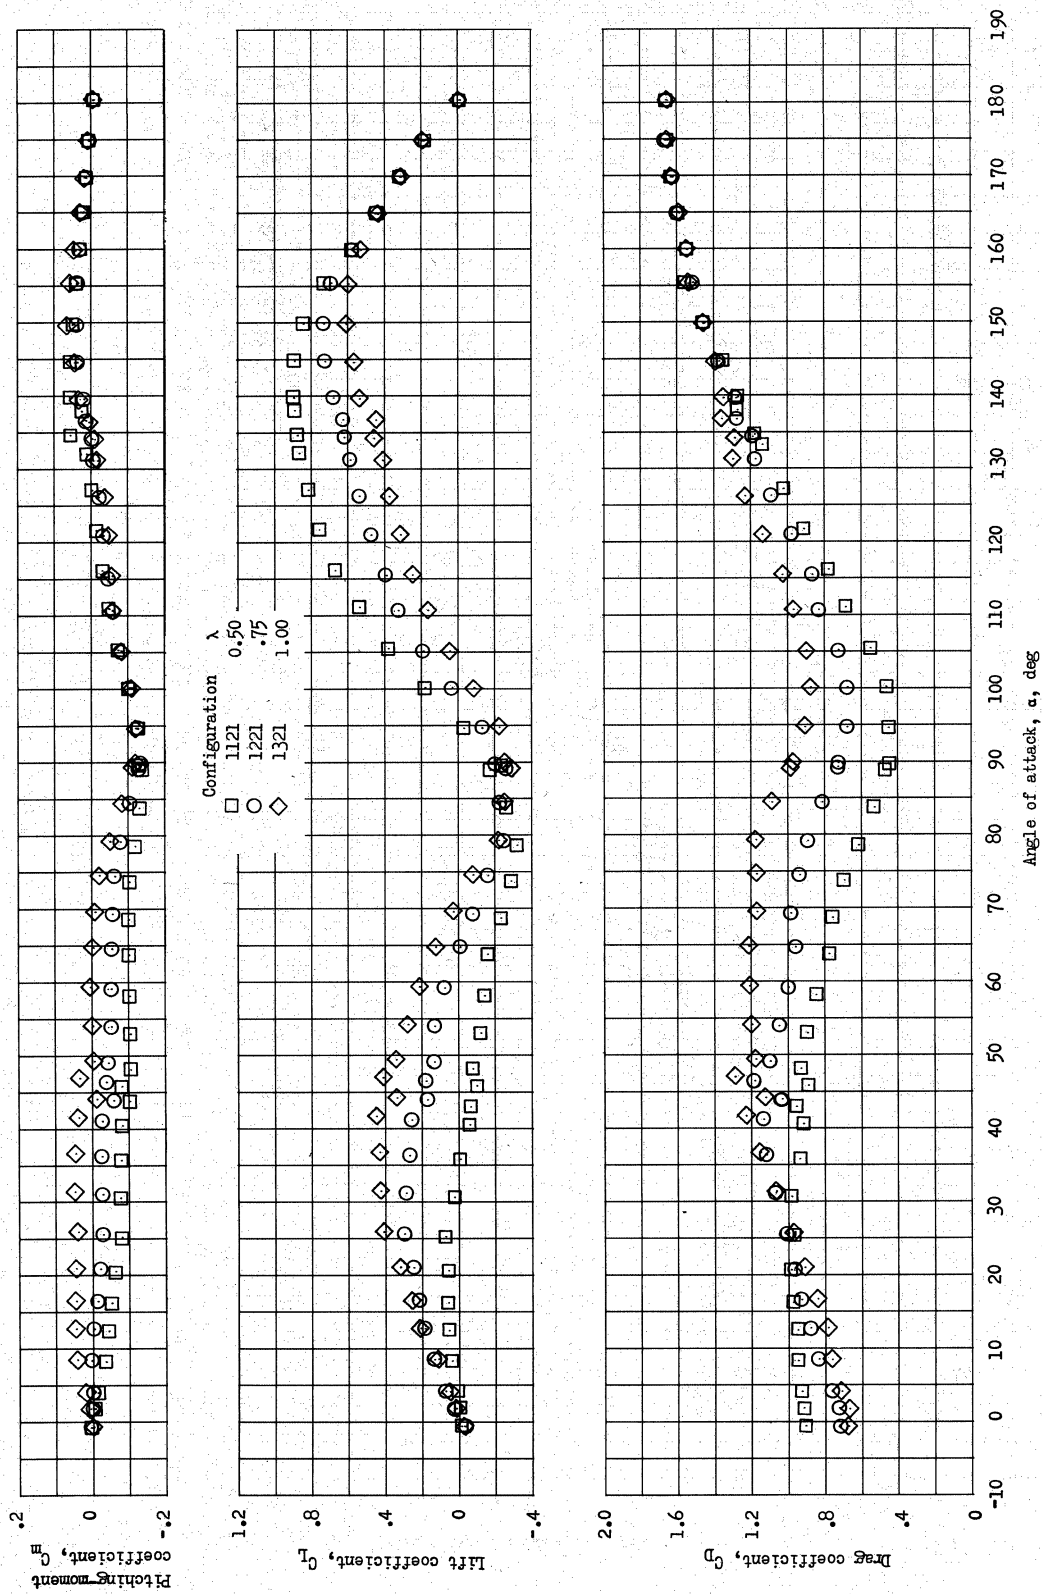 .2
0
-.2
Pitching-moment
coefficient, Cm
Configuration λ
1121 0.50
1221 .75
1321 1.00
1.2
.8
.4
0
-.4
Lift coefficient, CL
2.0
1.6
1.2
.8
.4
0
Drag coefficient, CD
-10 0 10 20 30 40 50 60 70 80 90 100 110 120 130 140 150 160 170 180 190
Angle of attack, α, deg